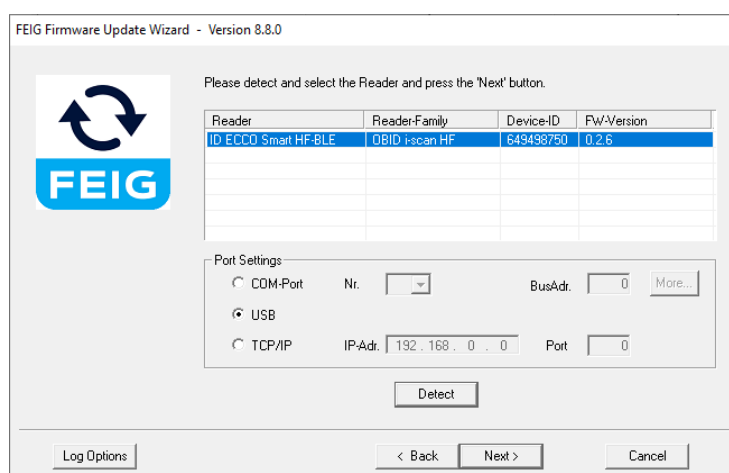 FEIG Firmware Update Wizard - Version 8.8.0
Please detect and select the Reader and press the 'Next' button.
FEIG
Reader Reader-Family Device-ID FW-Version
ID ECCO Smart HF-BLE OBID i-scan HF 649498750 0.2.6
Port Settings
COM-Port Nr. BusAdr. 0 More...
USB
TCP/IP IP-Adr. 192 . 168 . 0 . 0 Port 0
Detect
Log Options < Back Next > Cancel